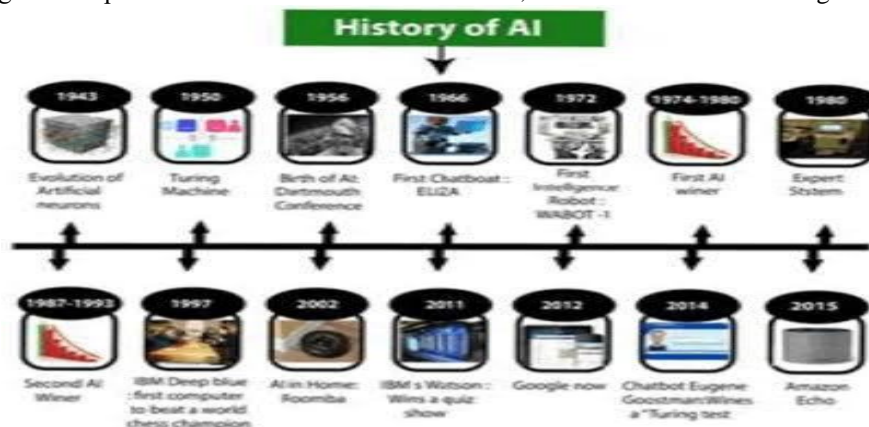 History of AI
1943
1950
1956
1966
1972
1974-1980
1980
Evolution of
Artificial
neurons
Turing
Machine
Birth of AI:
Dartmouth
Conference
First Chatboat :
ELIZA
First
Intelligence
Robot :
WABOT -1
First AI
winer
Expert
Ststem
1987-1993
1997
2002
2011
2012
2014
2015
Second AI
Winer
IBM Deep blue
: first computer
to beat a world
chess champion
AI in Home:
Roomba
IBM s Watson :
Wins a quiz
show
Google now
Chatbot Eugene
Goostman:Wines
a "Turing test
Amazon
Echo